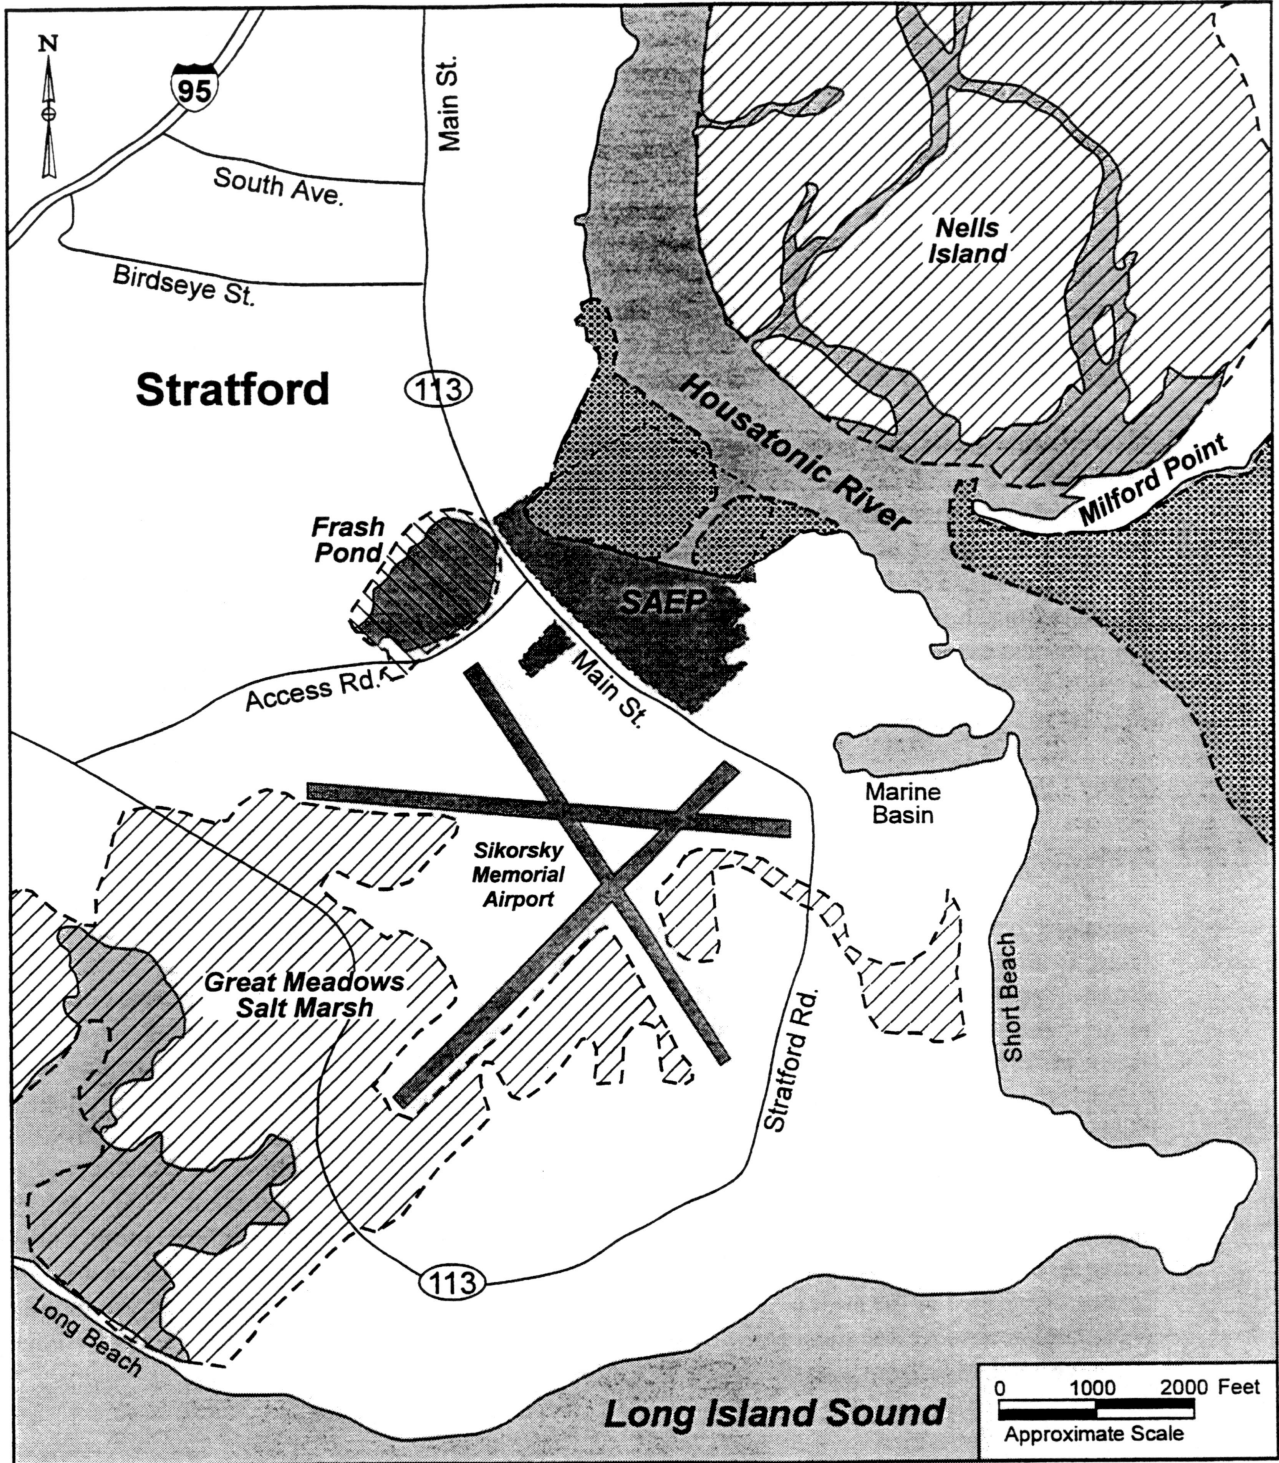 N
95
Main St.
South Ave.
Birdseye St.
Nells
Island
Stratford
113
Housatonic River
Milford Point
Frash
Pond
SAEP
Access Rd.
Main St.
Marine
Basin
Sikorsky
Memorial
Airport
Great Meadows
Salt Marsh
Short Beach
Stratford Rd.
113
Long Beach
Long Island Sound
0 1000 2000 Feet
Approximate Scale